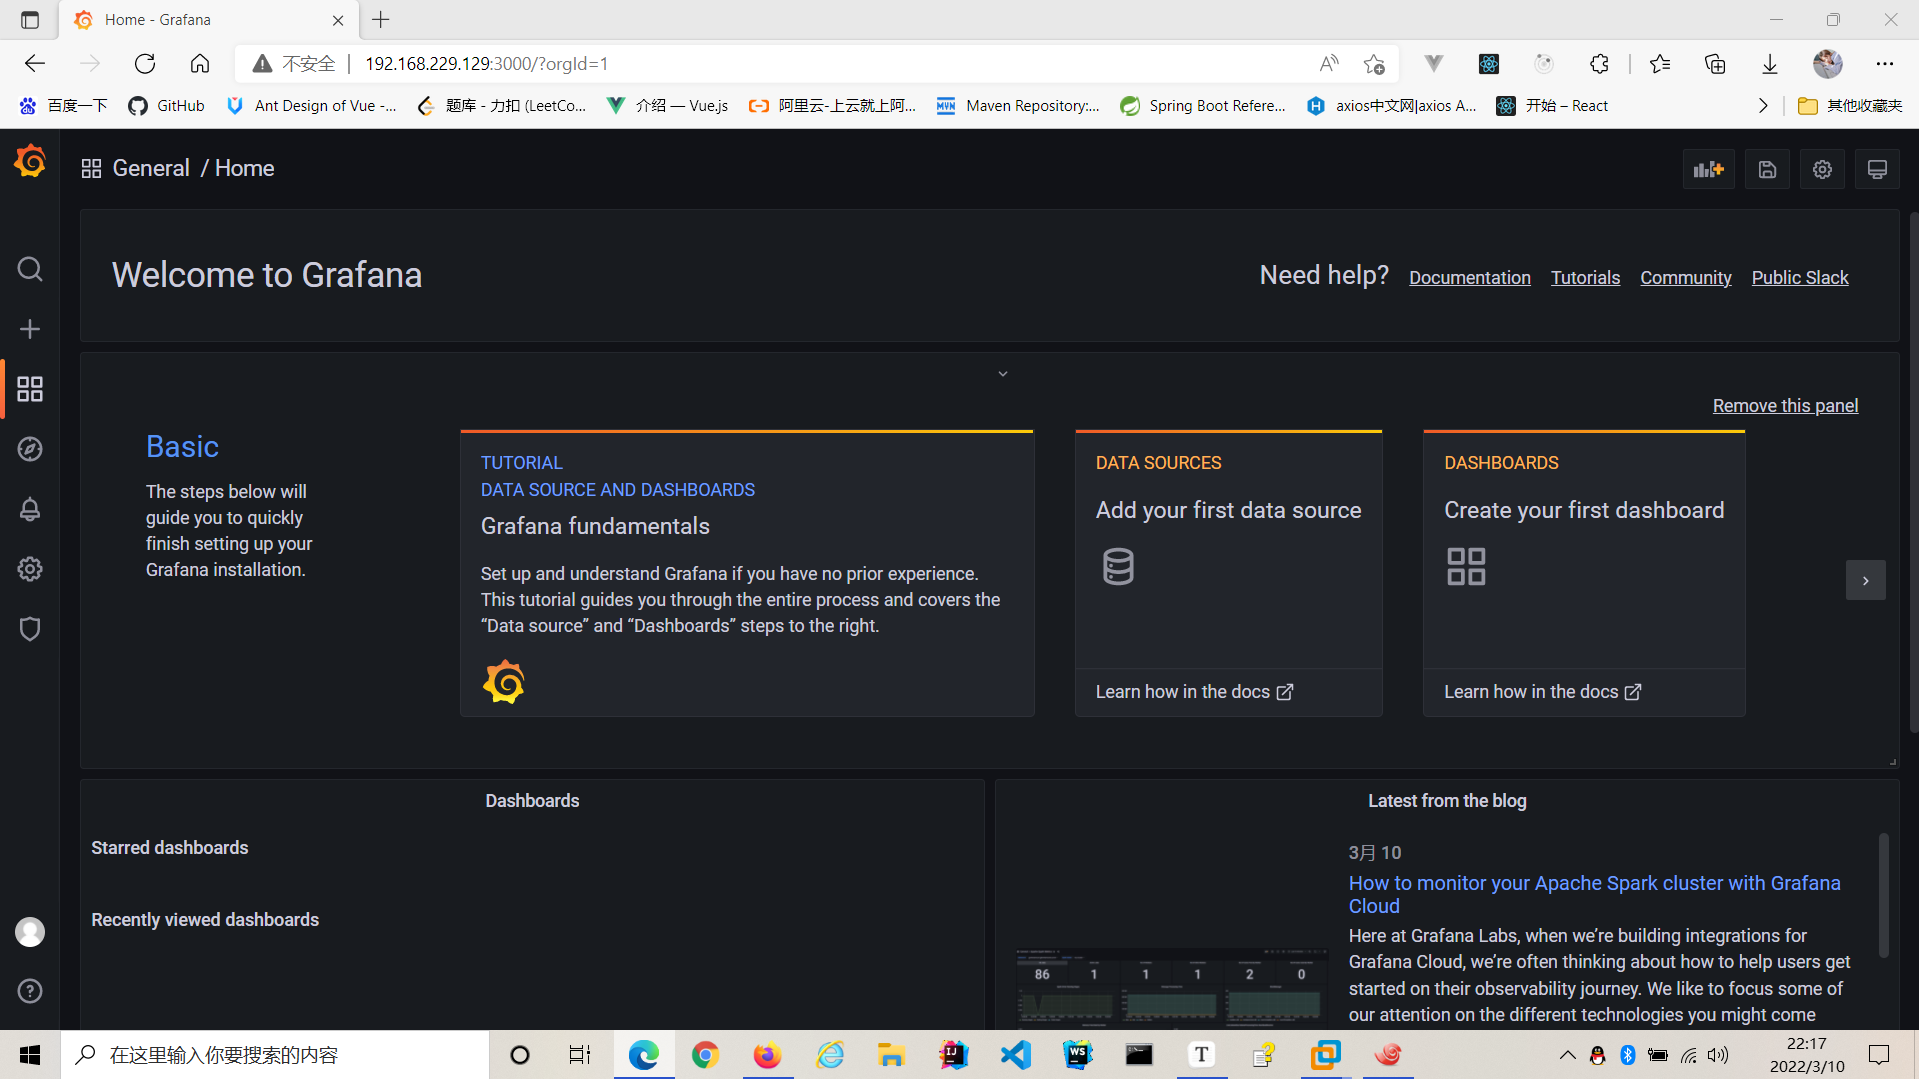 Home - Grafana
不安全
192.168.229.129:3000/?orgId=1
百度一下
GitHub
Ant Design of Vue -...
题库 - 力扣 (LeetCo...
介绍 — Vue.js
阿里云-上云就上阿...
Maven Repository:...
Spring Boot Refere...
axios中文网|axios A...
开始 – React
其他收藏夹
General / Home
Welcome to Grafana
Need help?
Documentation
Tutorials
Community
Public Slack
Remove this panel
Basic
The steps below will
guide you to quickly
finish setting up your
Grafana installation.
TUTORIAL
DATA SOURCE AND DASHBOARDS
Grafana fundamentals
Set up and understand Grafana if you have no prior experience.
This tutorial guides you through the entire process and covers the
“Data source” and “Dashboards” steps to the right.
DATA SOURCES
Add your first data source
Learn how in the docs
DASHBOARDS
Create your first dashboard
Learn how in the docs
Dashboards
Starred dashboards
Recently viewed dashboards
Latest from the blog
3月 10
How to monitor your Apache Spark cluster with Grafana
Cloud
Here at Grafana Labs, when we’re building integrations for
Grafana Cloud, we’re often thinking about how to help users get
started on their observability journey. We like to focus some of
our attention on the different technologies you might come
86
1
1
1
2
0
在这里输入你要搜索的内容
22:17
2022/3/10